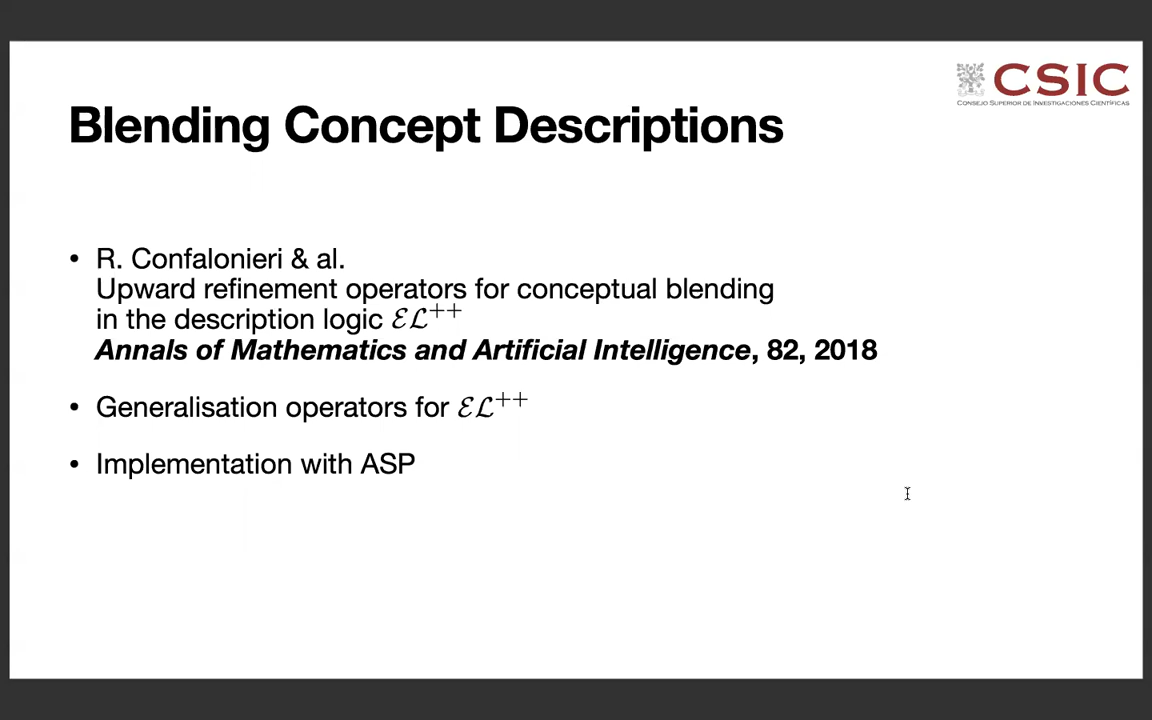 CSIC
CONSEJO SUPERIOR DE INVESTIGACIONES CIENTÍFICAS
Blending Concept Descriptions
• R. Confalonieri & al.
Upward refinement operators for conceptual blending
in the description logic ℰℒ⁺⁺
Annals of Mathematics and Artificial Intelligence, 82, 2018
• Generalisation operators for ℰℒ⁺⁺
• Implementation with ASP